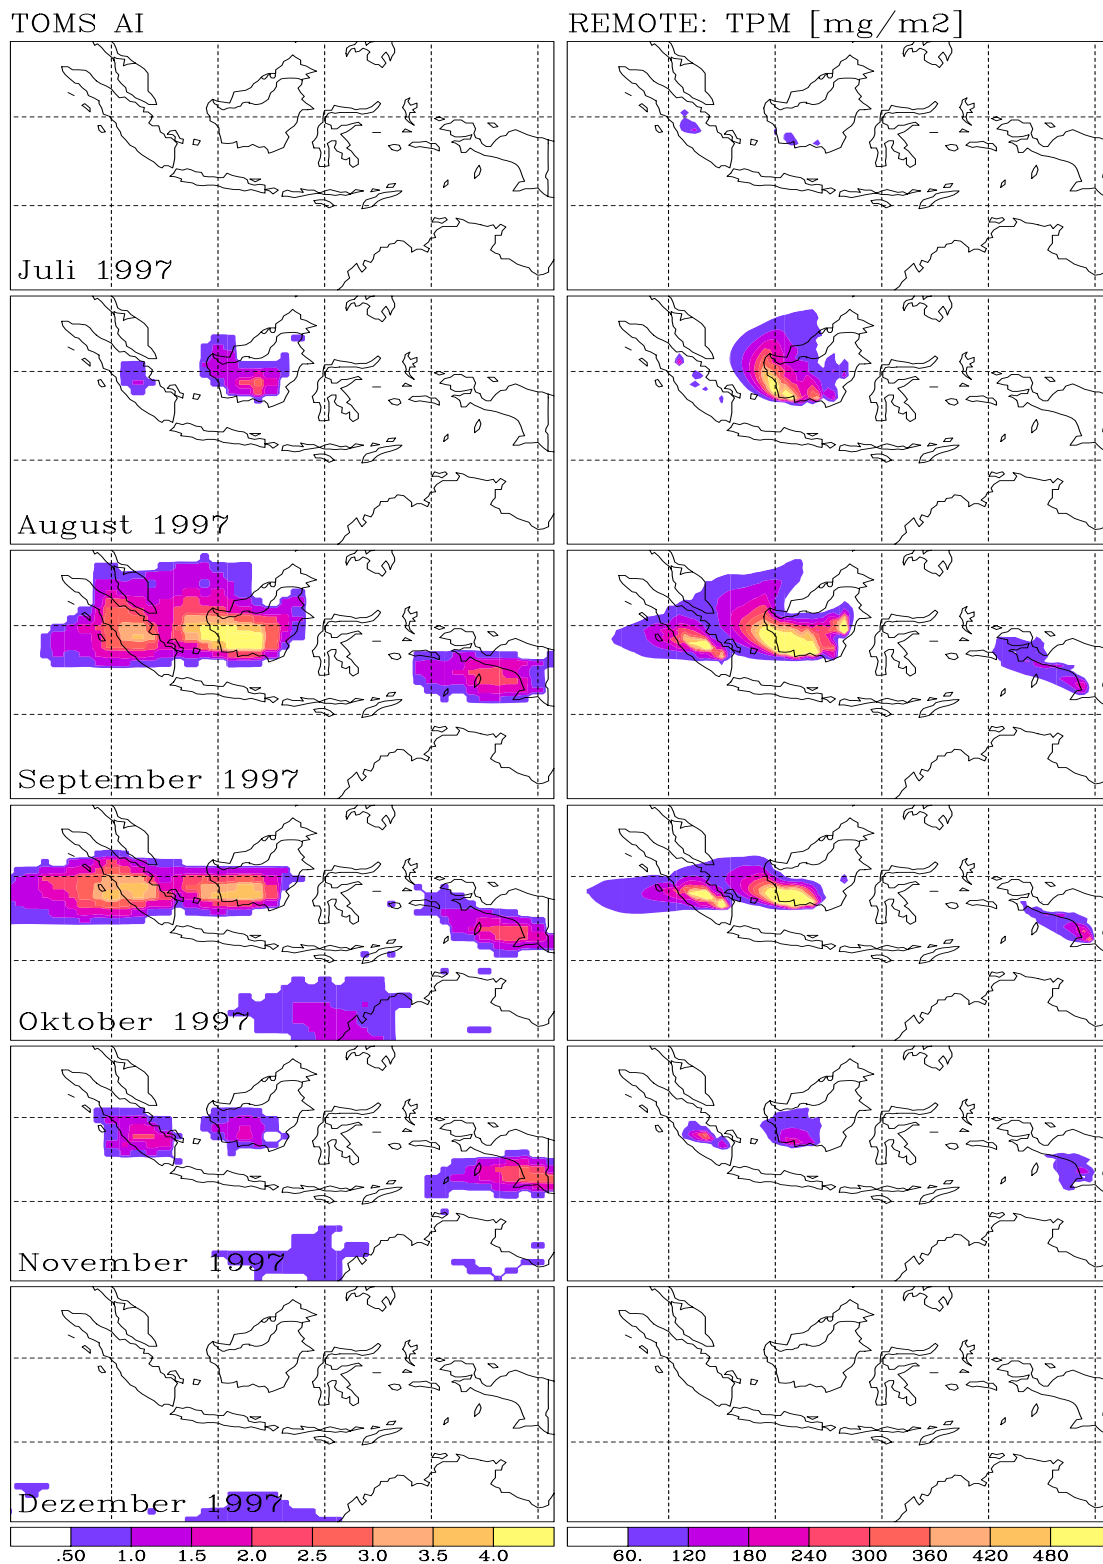 TOMS AI
REMOTE: TPM [mg/m2]
Juli 1997
August 1997
September 1997
Oktober 1997
November 1997
Dezember 1997
.50 1.0 1.5 2.0 2.5 3.0 3.5 4.0
60. 120 180 240 300 360 420 480